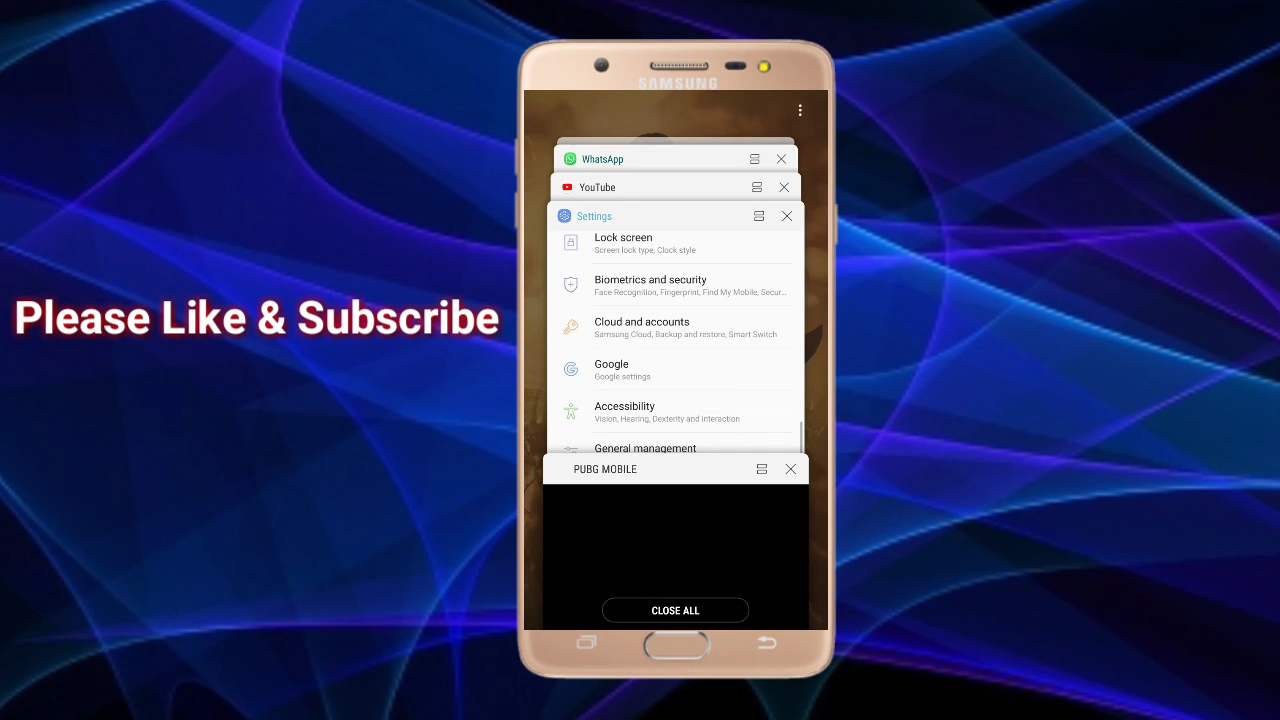 Please Like & Subscribe
SAMSUNG
WhatsApp
YouTube
Settings
Lock screen
Screen lock type, Clock style
Biometrics and security
Face Recognition, Fingerprint, Find My Mobile, Secur...
Cloud and accounts
Samsung Cloud, Backup and restore, Smart Switch
Google
Google settings
Accessibility
Vision, Hearing, Dexterity and interaction
General management
PUBG MOBILE
CLOSE ALL